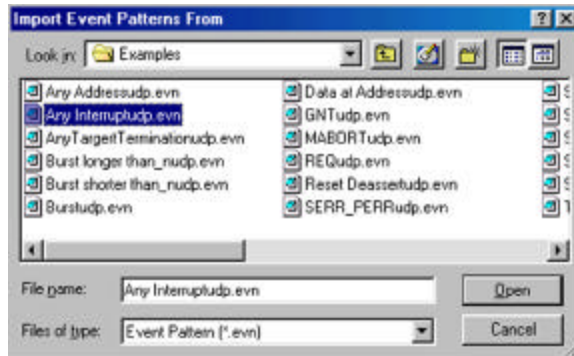 Import Event Patterns From
Look in: Examples
Any Addressudp.evn
Any Interruptudp.evn
AnyTargetTerminationudp.evn
Burst longer than_nudp.evn
Burst shorter than_nudp.evn
Burstudp.evn
Data at Addressudp.evn
GNTudp.evn
MABORTudp.evn
REQudp.evn
Reset Deassertudp.evn
SERR_PERRudp.evn
S
S
S
S
S
T
File name: Any Interruptudp.evn Open
Files of type: Event Pattern (*.evn) Cancel